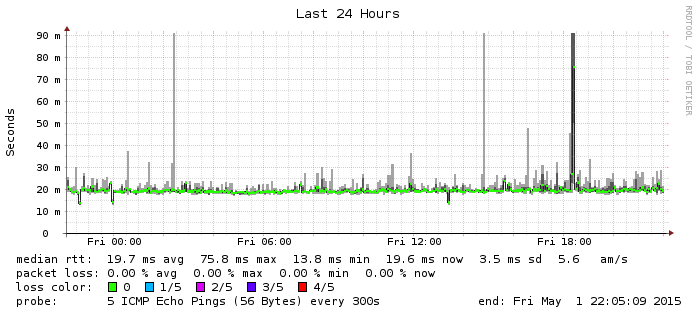 Last 24 Hours
RRDTOOL / TOBI OETIKER
Seconds
90 m
80 m
70 m
60 m
50 m
40 m
30 m
20 m
10 m
0
Fri 00:00 Fri 06:00 Fri 12:00 Fri 18:00
median rtt: 19.7 ms avg 75.8 ms max 13.8 ms min 19.6 ms now 3.5 ms sd 5.6 am/s
packet loss: 0.00 % avg 0.00 % max 0.00 % min 0.00 % now
loss color: 0 1/5 2/5 3/5 4/5
probe: 5 ICMP Echo Pings (56 Bytes) every 300s end: Fri May 1 22:05:09 2015